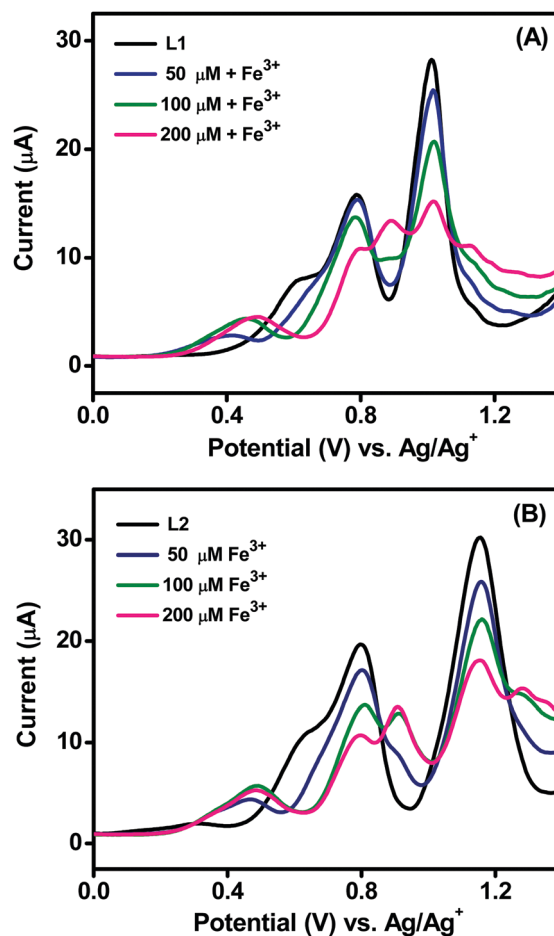 (A)
L1
50 μM + Fe³⁺
100 μM + Fe³⁺
200 μM + Fe³⁺
30
20
10
0
Current (μA)
0.0 0.4 0.8 1.2
Potential (V) vs. Ag/Ag⁺
(B)
L2
50 μM Fe³⁺
100 μM Fe³⁺
200 μM Fe³⁺
30
20
10
0
Current (μA)
0.0 0.4 0.8 1.2
Potential (V) vs. Ag/Ag⁺